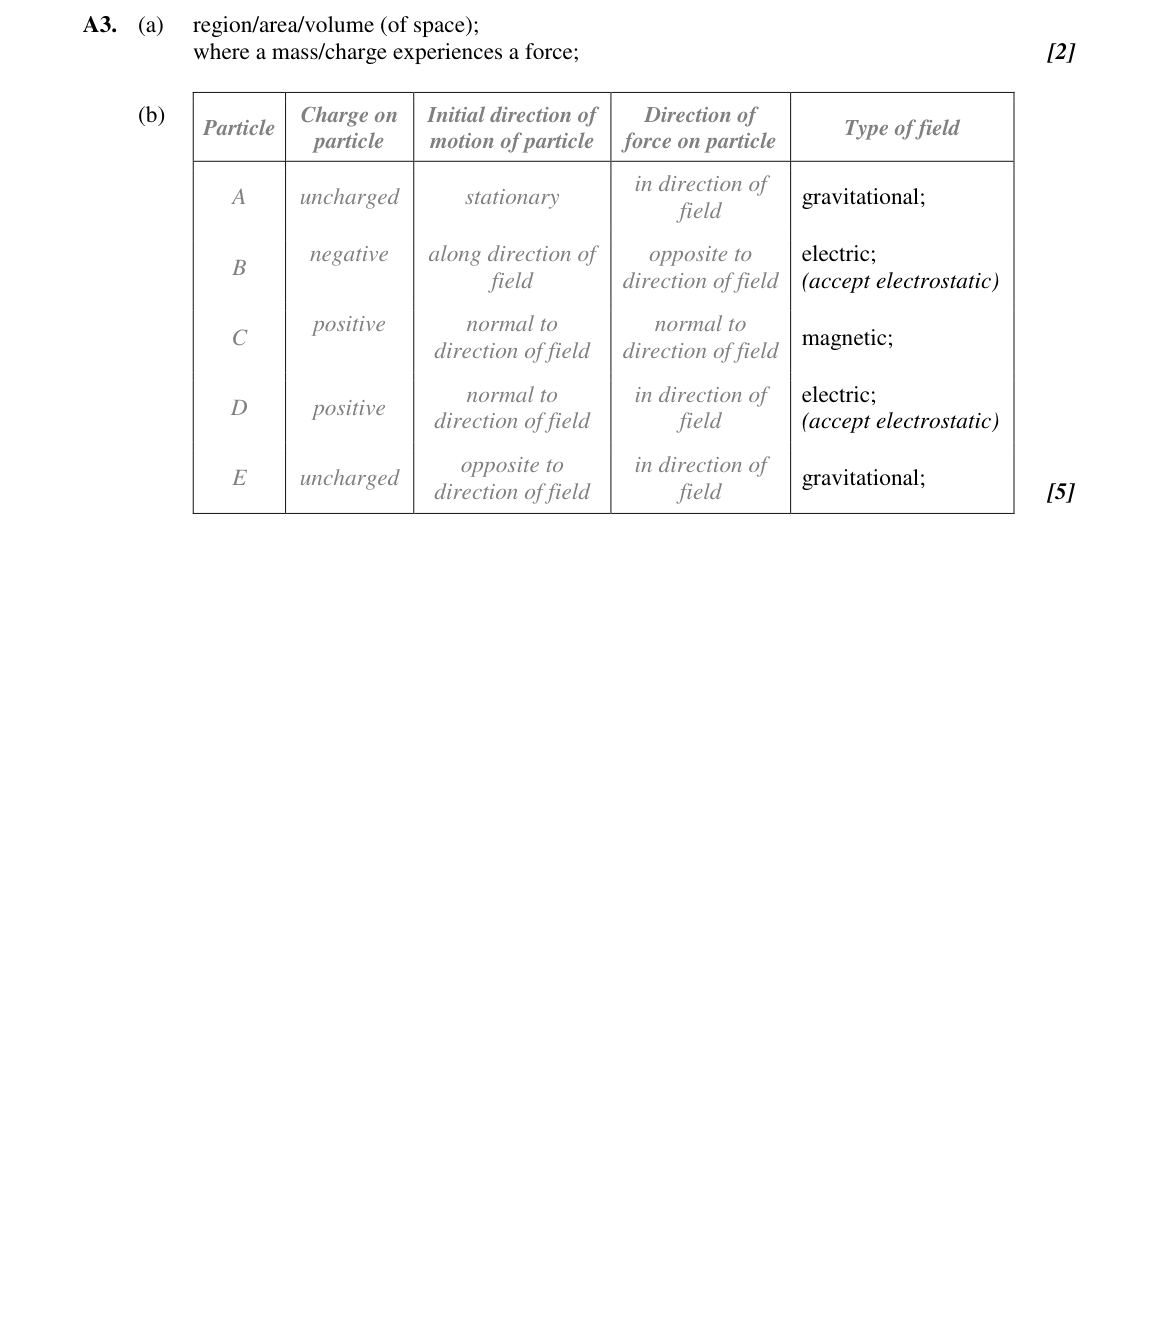 A3. (a) region/area/volume (of space);
where a mass/charge experiences a force; [2]
(b)
Particle | Charge on particle | Initial direction of motion of particle | Direction of force on particle | Type of field
A | uncharged | stationary | in direction of field | gravitational;
B | negative | along direction of field | opposite to direction of field | electric; (accept electrostatic)
C | positive | normal to direction of field | normal to direction of field | magnetic;
D | positive | normal to direction of field | in direction of field | electric; (accept electrostatic)
E | uncharged | opposite to direction of field | in direction of field | gravitational; [5]